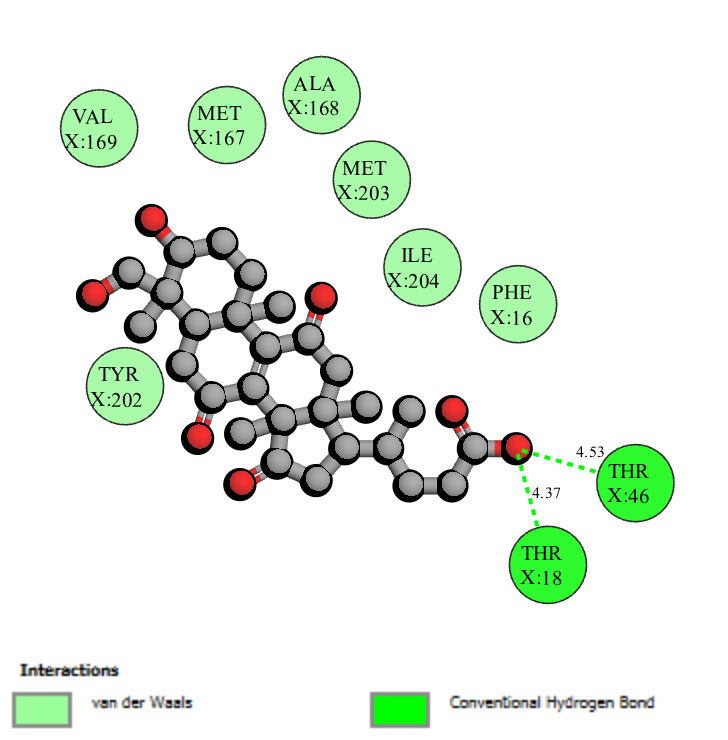 ALA
X:168
VAL
X:169
MET
X:167
MET
X:203
ILE
X:204
PHE
X:16
TYR
X:202
4.53
THR
X:46
4.37
THR
X:18
Interactions
van der Waals
Conventional Hydrogen Bond